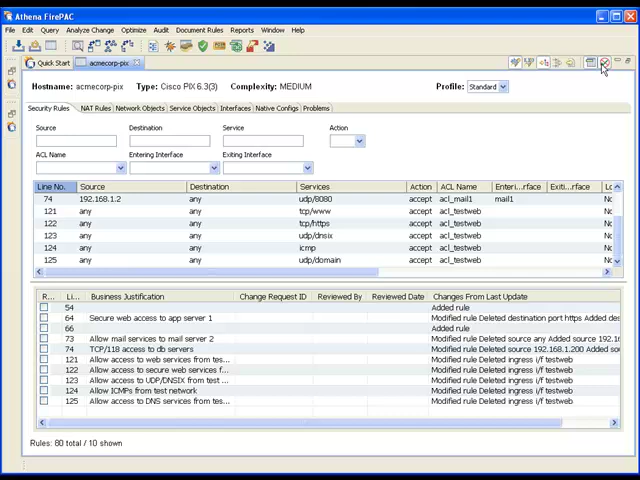 Athena FirePAC
File Edit Query Analyze Change Optimize Audit Document Rules Reports Window Help
Quick Start acmecorp-pix
Hostname: acmecorp-pix Type: Cisco PIX 6.3(3) Complexity: MEDIUM Profile: Standard
Security Rules NAT Rules Network Objects Service Objects Interfaces Native Configs Problems
Source Destination Service Action
ACL Name Entering Interface Exiting Interface
Line No. Source Destination Services Action ACL Name Enteri...rface Exiti...rface Lo
74 192.168.1.2 any udp/8080 accept acl_mail1 mail1 No
121 any any tcp/www accept acl_testweb No
122 any any tcp/https accept acl_testweb No
123 any any udp/dnsix accept acl_testweb No
124 any any icmp accept acl_testweb No
125 any any udp/domain accept acl_testweb No
R... Li... Business Justification Change Request ID Reviewed By Reviewed Date Changes From Last Update
54 Added rule
64 Secure web access to app server 1 Modified rule Deleted destination port https Added des
66 Added rule
73 Allow mail services to mail server 2 Modified rule Deleted source any Added source 192.16
74 TCP/118 access to db servers Modified rule Deleted source 192.168.1.200 Added sou
121 Allow access to web services from tes... Modified rule Deleted ingress i/f testweb
122 Allow access to secure web services f... Modified rule Deleted ingress i/f testweb
123 Allow access to UDP/DNSIX from test ... Modified rule Deleted ingress i/f testweb
124 Allow ICMPs from test network Modified rule Deleted ingress i/f testweb
125 Allow access to DNS services from tes... Modified rule Deleted ingress i/f testweb
Rules: 80 total / 10 shown